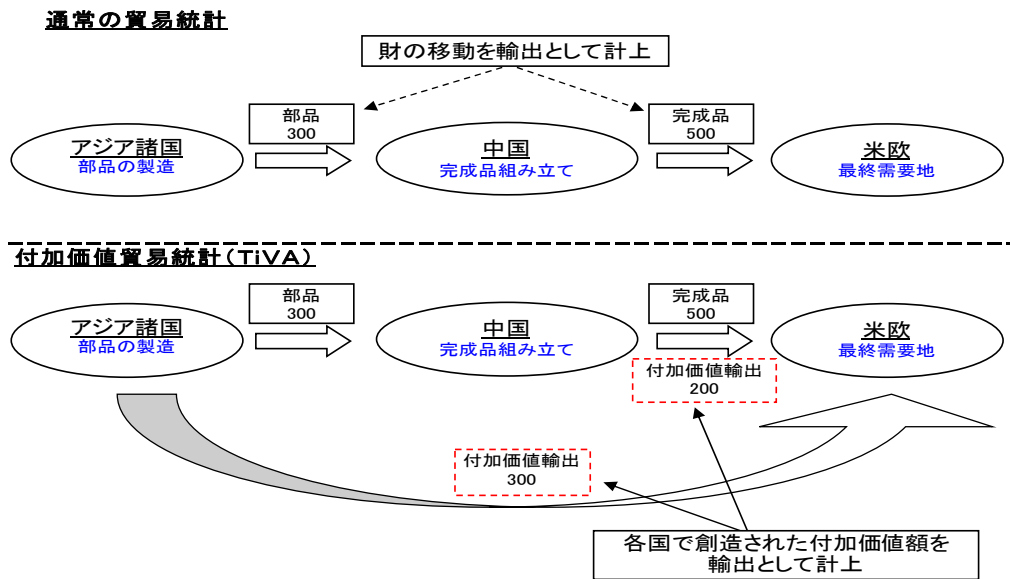 通常の貿易統計
財の移動を輸出として計上
部品
300
完成品
500
アジア諸国
部品の製造
中国
完成品組み立て
米欧
最終需要地
付加価値貿易統計(TiVA)
部品
300
完成品
500
アジア諸国
部品の製造
中国
完成品組み立て
米欧
最終需要地
付加価値輸出
200
付加価値輸出
300
各国で創造された付加価値額を
輸出として計上